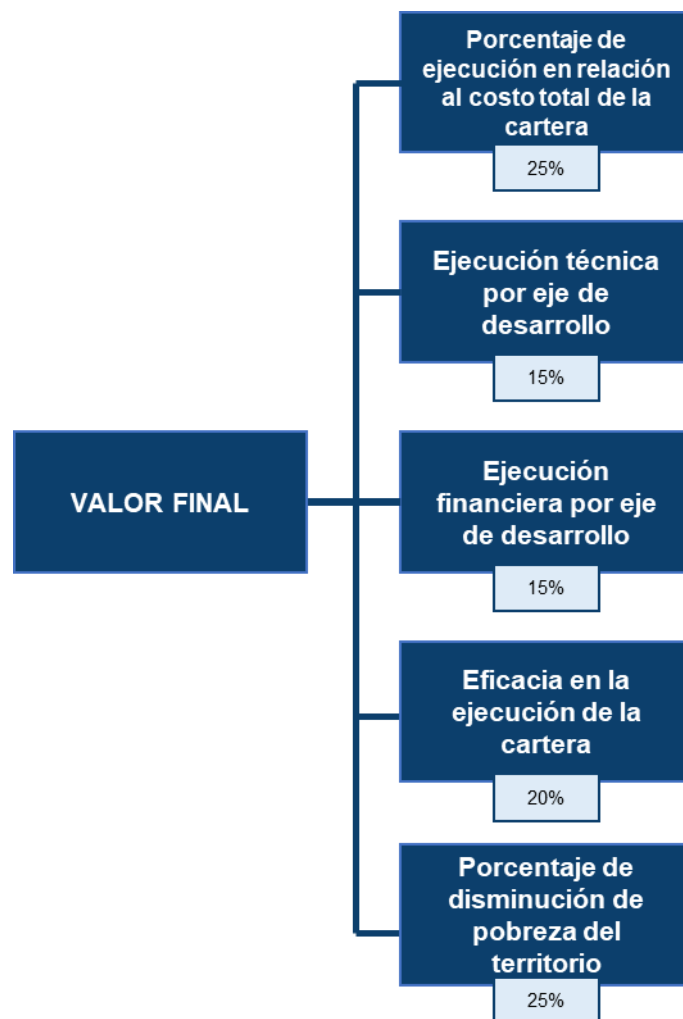 Porcentaje de
ejecución en relación
al costo total de la
cartera
25%
Ejecución técnica
por eje de
desarrollo
15%
VALOR FINAL
Ejecución
financiera por eje
de desarrollo
15%
Eficacia en la
ejecución de la
cartera
20%
Porcentaje de
disminución de
pobreza del
territorio
25%